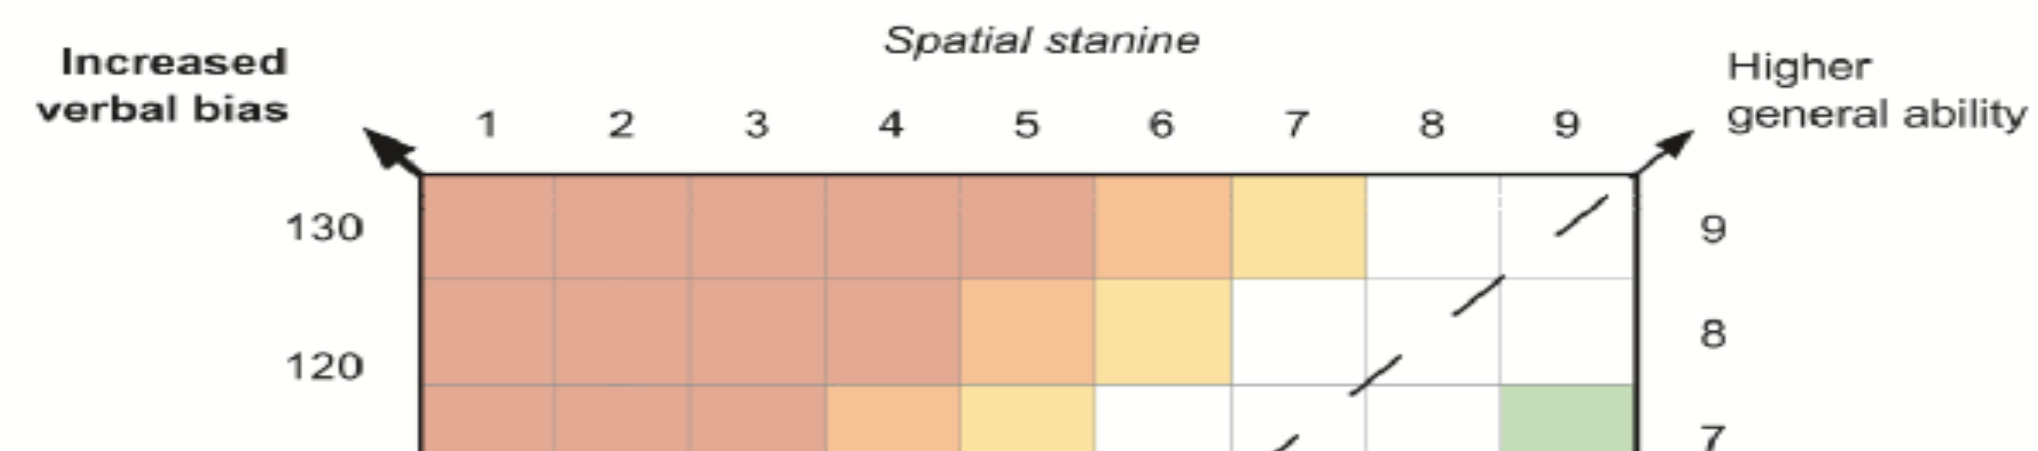 Spatial stanine
Increased
verbal bias
Higher
general ability
1 2 3 4 5 6 7 8 9
130
9
8
120
7